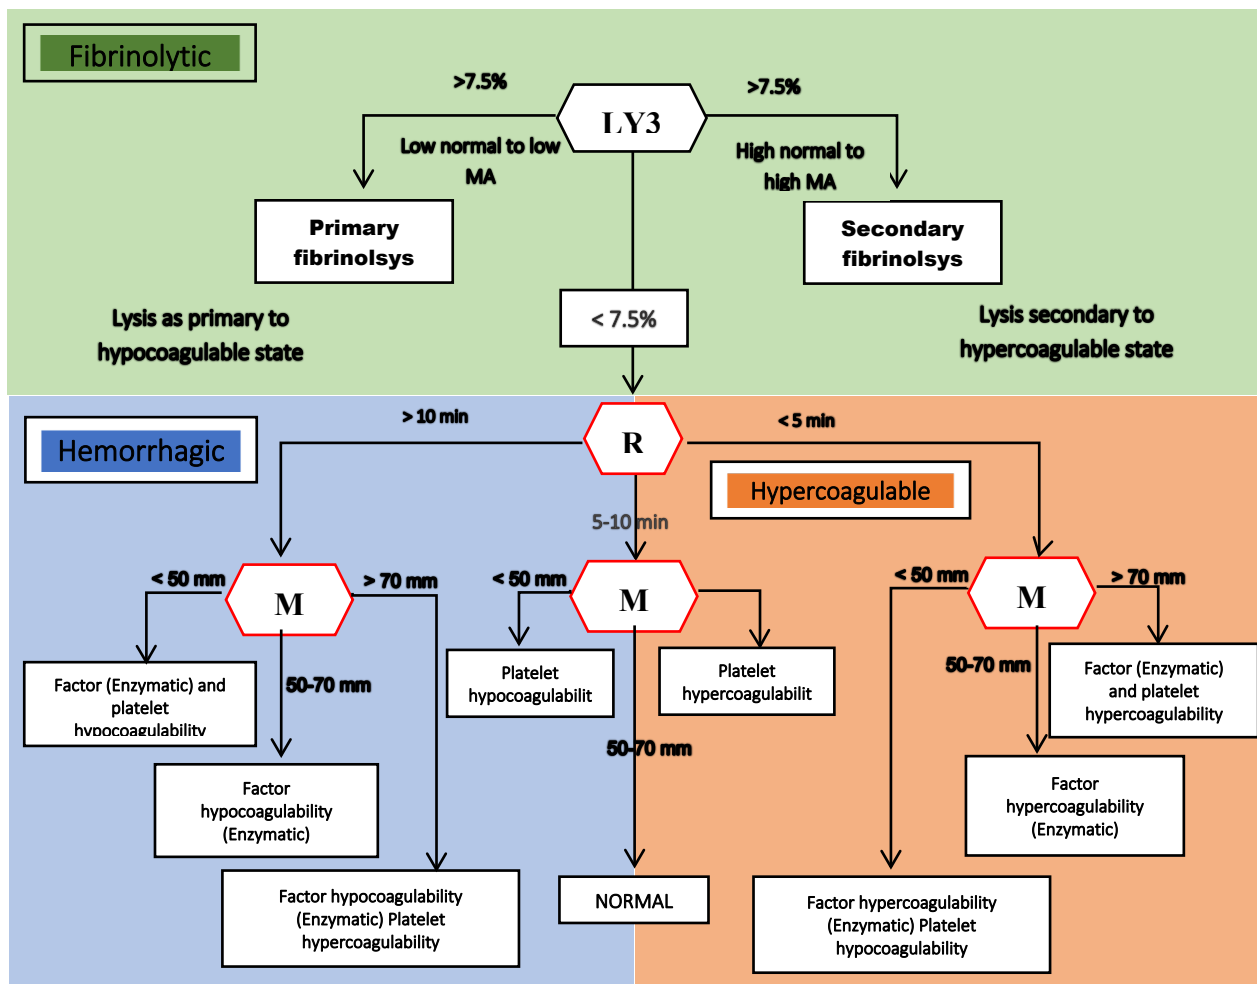 Fibrinolytic
>7.5%
>7.5%
LY3
Low normal to low
MA
High normal to
high MA
Primary
fibrinolsys
Secondary
fibrinolsys
< 7.5%
Lysis as primary to
hypocoagulable state
Lysis secondary to
hypercoagulable state
> 10 min
< 5 min
R
Hemorrhagic
Hypercoagulable
5-10 min
< 50 mm
> 70 mm
M
< 50 mm
M
< 50 mm
> 70 mm
M
Factor (Enzymatic) and
platelet
hypocoagulability
50-70 mm
Platelet
hypocoagulabilit
Platelet
hypercoagulabilit
50-70 mm
Factor (Enzymatic)
and platelet
hypercoagulability
50-70 mm
Factor
hypocoagulability
(Enzymatic)
Factor
hypercoagulability
(Enzymatic)
Factor hypocoagulability
(Enzymatic) Platelet
hypercoagulability
NORMAL
Factor hypercoagulability
(Enzymatic) Platelet
hypocoagulability